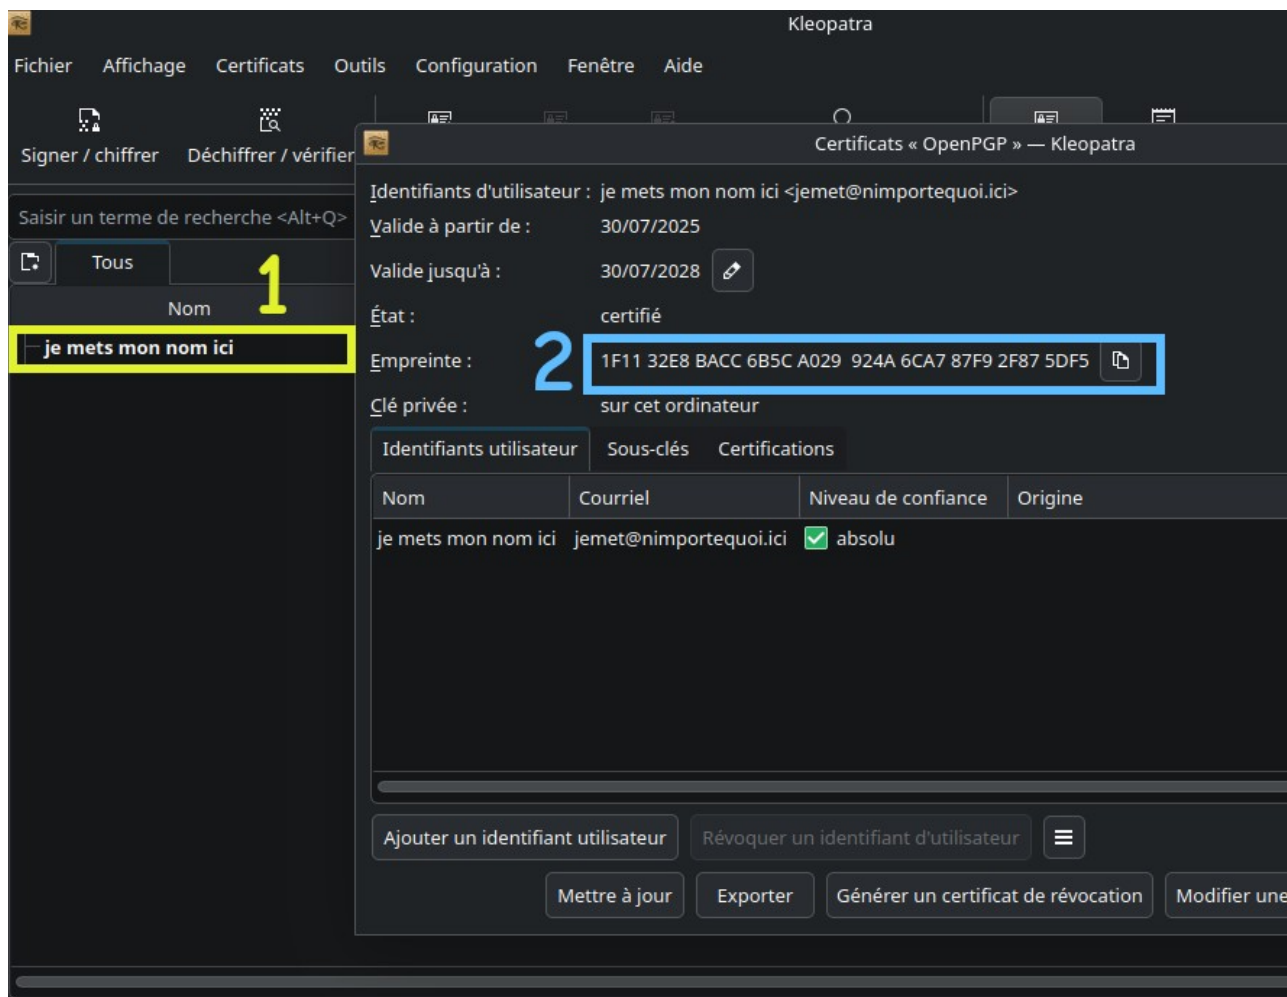 Kleopatra
Fichier Affichage Certificats Outils Configuration Fenêtre Aide
Signer / chiffrer Déchiffrer / vérifier
Saisir un terme de recherche <Alt+Q>
Tous
1
Nom
je mets mon nom ici
Certificats « OpenPGP » — Kleopatra
Identifiants d'utilisateur : je mets mon nom ici <jemet@nimportequoi.ici>
Valide à partir de : 30/07/2025
Valide jusqu'à : 30/07/2028
État : certifié
Empreinte : 2 1F11 32E8 BACC 6B5C A029  924A 6CA7 87F9 2F87 5DF5
Clé privée : sur cet ordinateur
Identifiants utilisateur Sous-clés Certifications
Nom Courriel Niveau de confiance Origine
je mets mon nom ici jemet@nimportequoi.ici absolu
Ajouter un identifiant utilisateur Révoquer un identifiant d'utilisateur
Mettre à jour Exporter Générer un certificat de révocation Modifier une